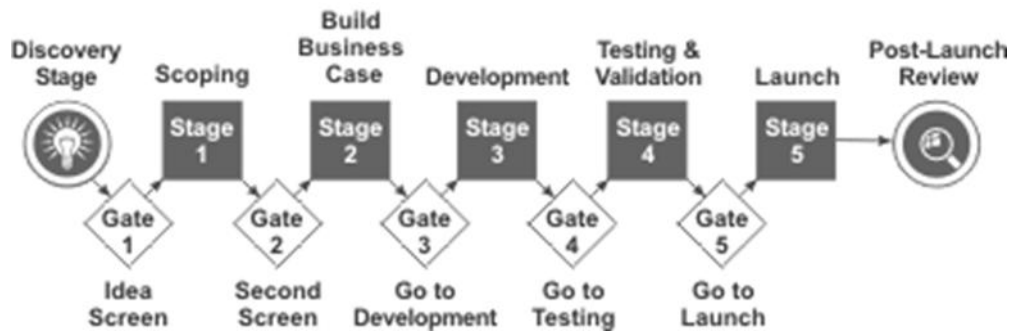 Discovery
Stage
Scoping
Build
Business
Case
Development
Testing &
Validation
Launch
Post-Launch
Review
Stage
1
Stage
2
Stage
3
Stage
4
Stage
5
Gate
1
Gate
2
Gate
3
Gate
4
Gate
5
Idea
Screen
Second
Screen
Go to
Development
Go to
Testing
Go to
Launch